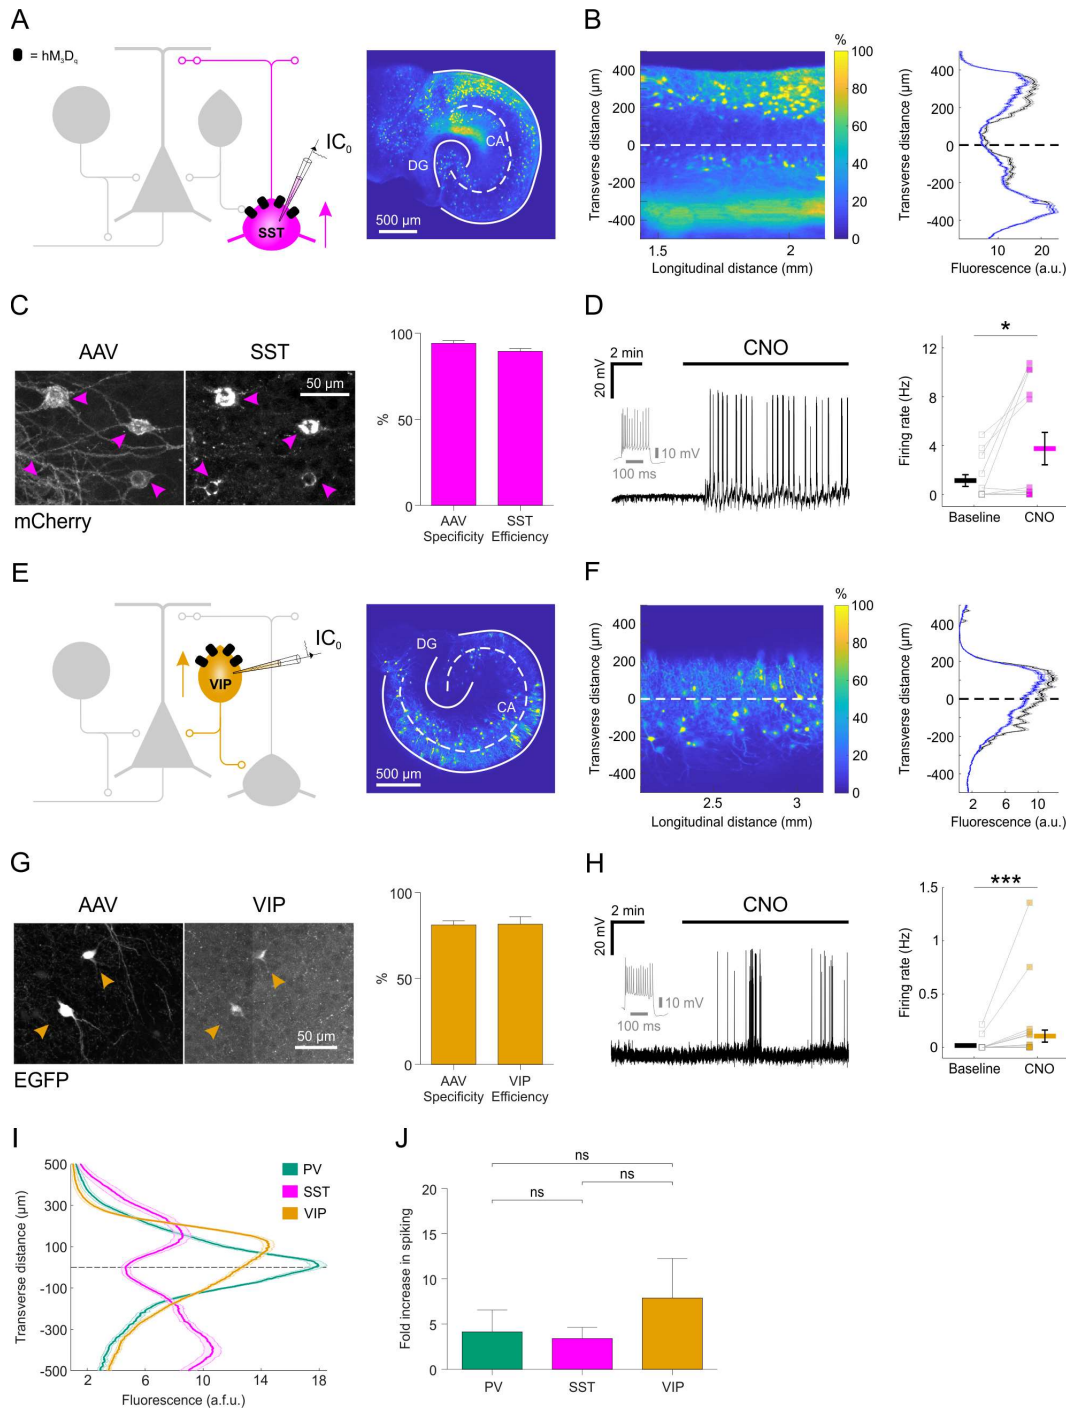 A
= hM3Dq
IC0
SST
DG
CA
500 µm
B
%
Transverse distance (µm)
400
200
0
-200
-400
1.5
2
Longitudinal distance (mm)
100
80
60
40
20
0
Transverse distance (µm)
400
200
0
-200
-400
10
20
Fluorescence (a.u.)
C
AAV
SST
50 µm
mCherry
%
100
50
0
AAV
Specificity
SST
Efficiency
D
2 min
20 mV
CNO
10 mV
100 ms
*
Firing rate (Hz)
12
8
4
0
Baseline
CNO
E
VIP
IC0
DG
CA
500 µm
F
%
Transverse distance (µm)
400
200
0
-200
-400
2.5
3
Longitudinal distance (mm)
100
80
60
40
20
0
Transverse distance (µm)
400
200
0
-200
-400
2
6
10
Fluorescence (a.u.)
G
AAV
VIP
50 µm
EGFP
%
100
50
0
AAV
Specificity
VIP
Efficiency
H
2 min
20 mV
CNO
10 mV
100 ms
***
Firing rate (Hz)
1.5
1
0.5
0
Baseline
CNO
I
Transverse distance (µm)
500
300
100
-100
-300
-500
PV
SST
VIP
2
6
10
14
18
Fluorescence (a.f.u.)
J
ns
ns
ns
Fold increase in spiking
20
15
10
5
0
PV
SST
VIP